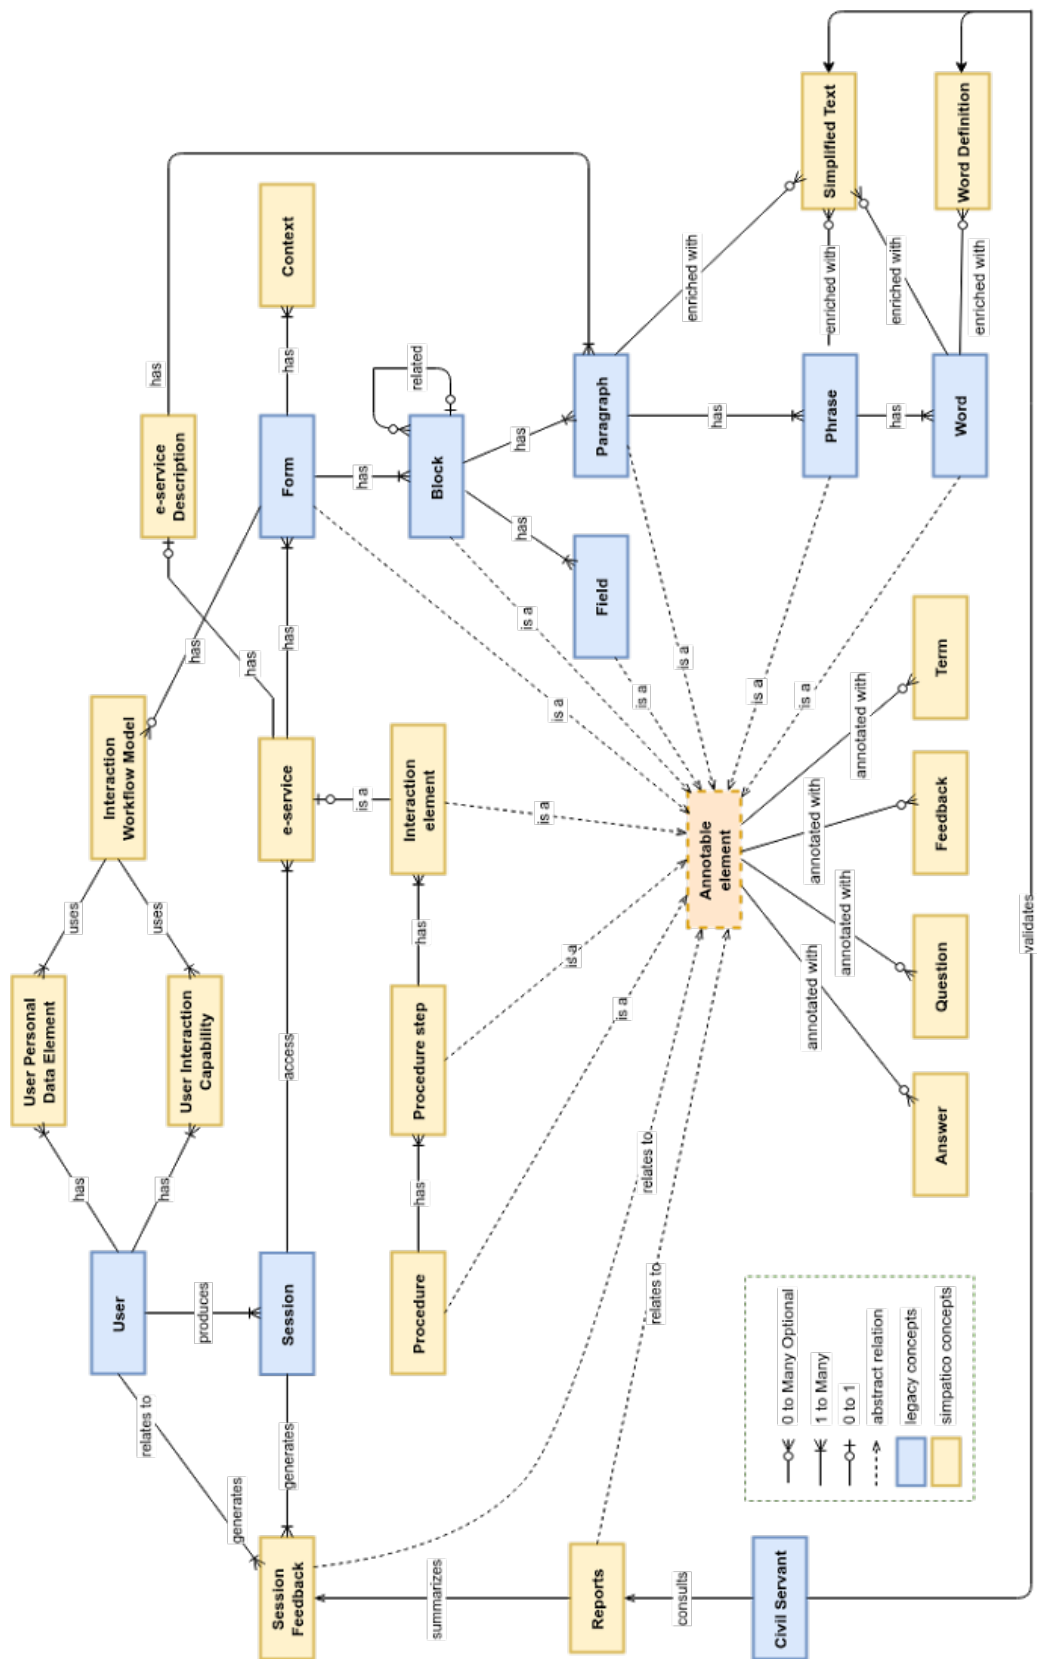 Session
Feedback
Reports
Civil Servant
summarizes
consults
generates
relates to
generates
User
produces
Session
Procedure
relates to
relates to
has
has
access
has
User Personal
Data Element
User Interaction
Capability
Procedure step
is a
is a
has
uses
uses
Interaction
Workflow Model
e-service
is a
Interaction
element
is a
Annotable
element
has
has
has
is a
is a
is a
is a
is a
is a
e-service
Description
Form
has
Block
related
has
has
Field
Paragraph
has
Phrase
has
Word
has
has
Context
enriched with
enriched with
enriched with
enriched with
Simplified Text
Word Definition
annotated with
annotated with
annotated with
annotated with
Answer
Question
Feedback
Term
validates
0 to Many Optional
1 to Many
0 to 1
abstract relation
legacy concepts
simpatico concepts